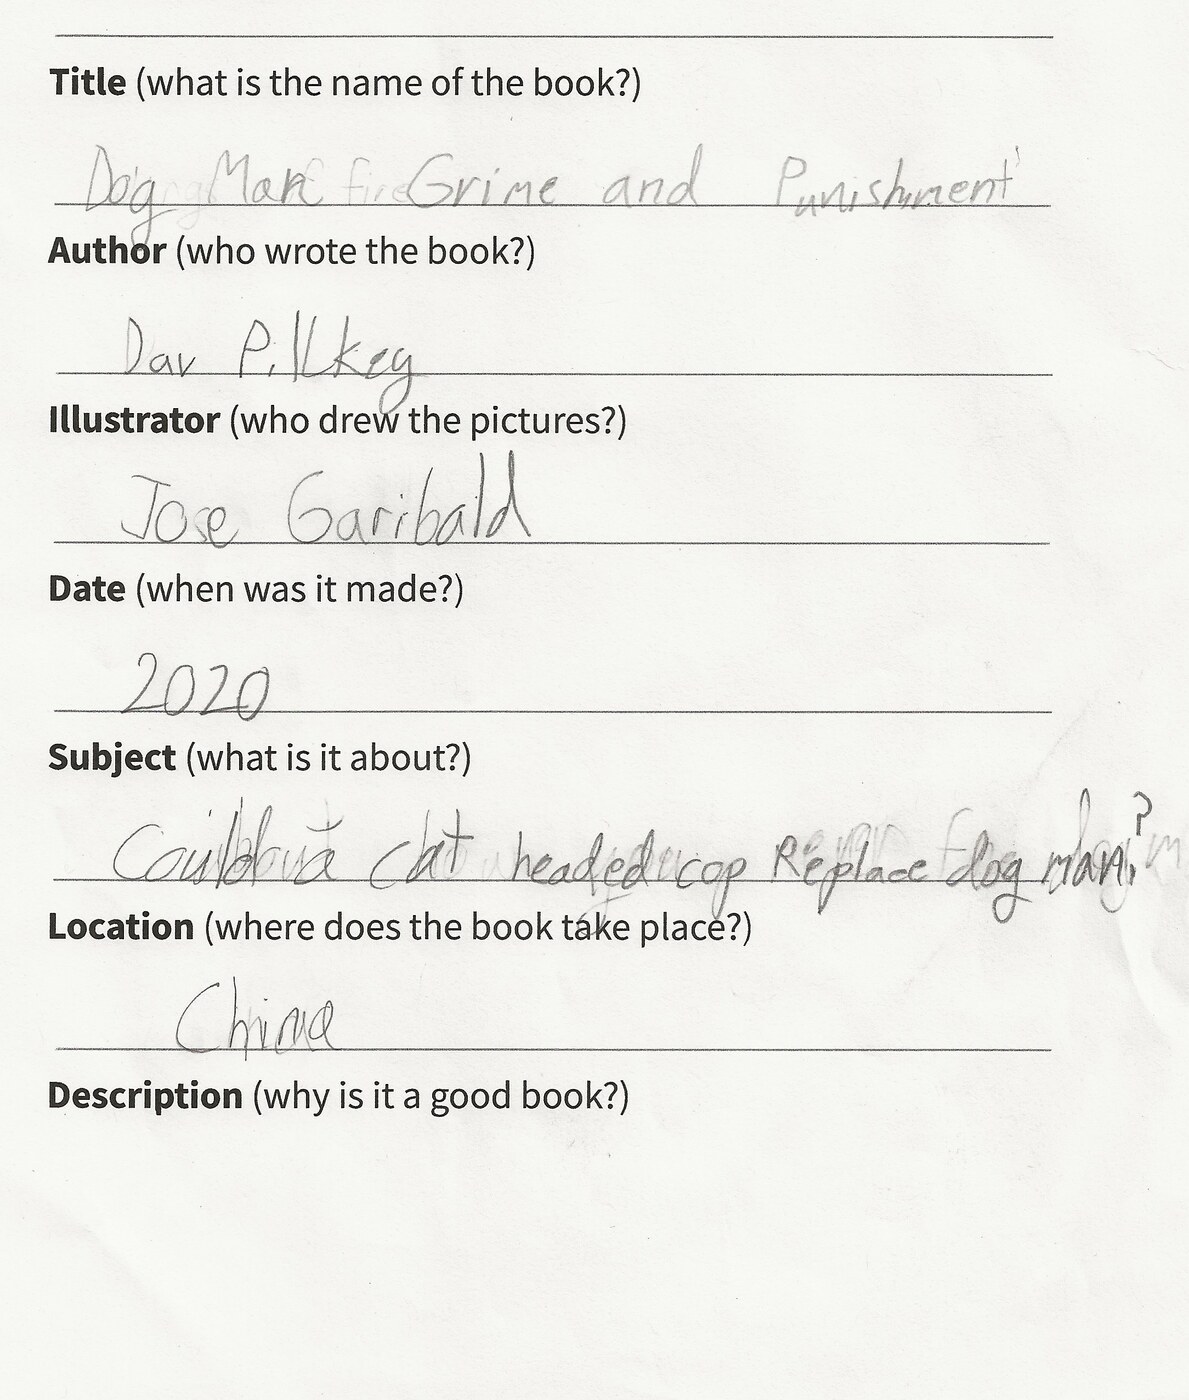 Title (what is the name of the book?)
Dog Man Grime and Punishment
Author (who wrote the book?)
Dav Pillkey
Illustrator (who drew the pictures?)
Jose Garibald
Date (when was it made?)
2020
Subject (what is it about?)
Could a cat headed cop Replace dog man?
Location (where does the book take place?)
China
Description (why is it a good book?)